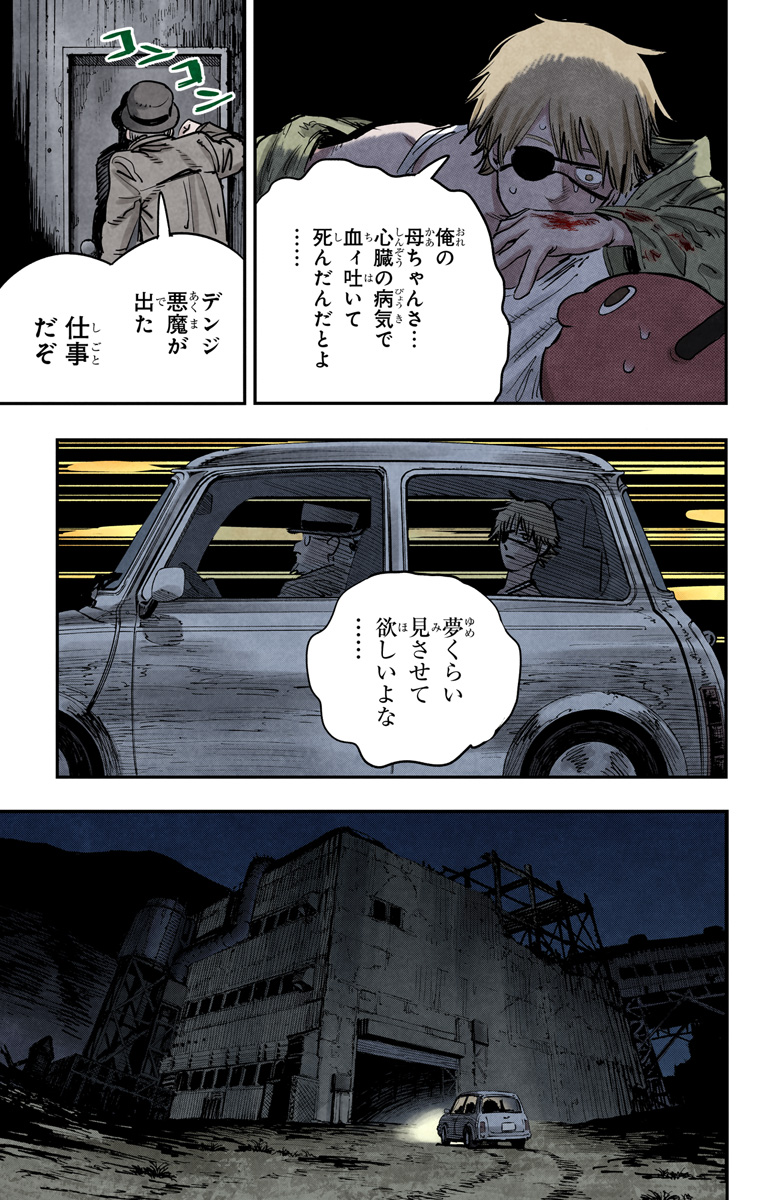 俺の
母ちゃんさ…
心臓の病気で
血ィ吐いて
死んだんだとよ
……
コンコン
デンジ
悪魔が
出た
仕事
だぞ
夢くらい
見させて
欲しいよな
……